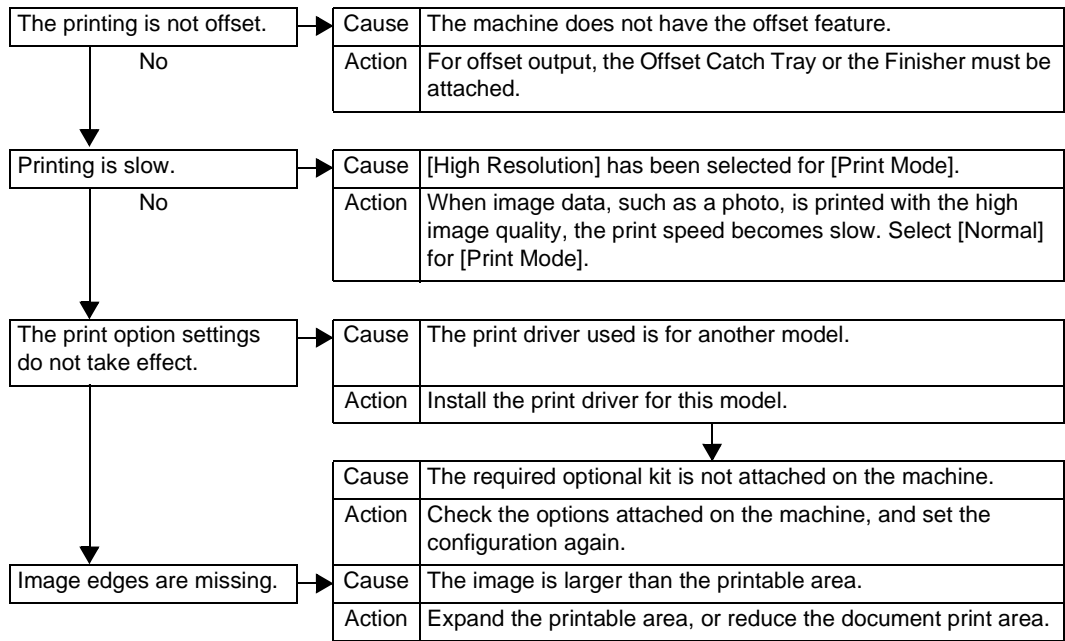 The printing is not offset.
Cause
The machine does not have the offset feature.
No
Action
For offset output, the Offset Catch Tray or the Finisher must be
attached.
Printing is slow.
Cause
[High Resolution] has been selected for [Print Mode].
No
Action
When image data, such as a photo, is printed with the high
image quality, the print speed becomes slow. Select [Normal]
for [Print Mode].
The print option settings
do not take effect.
Cause
The print driver used is for another model.
Action
Install the print driver for this model.
Cause
The required optional kit is not attached on the machine.
Action
Check the options attached on the machine, and set the
configuration again.
Image edges are missing.
Cause
The image is larger than the printable area.
Action
Expand the printable area, or reduce the document print area.